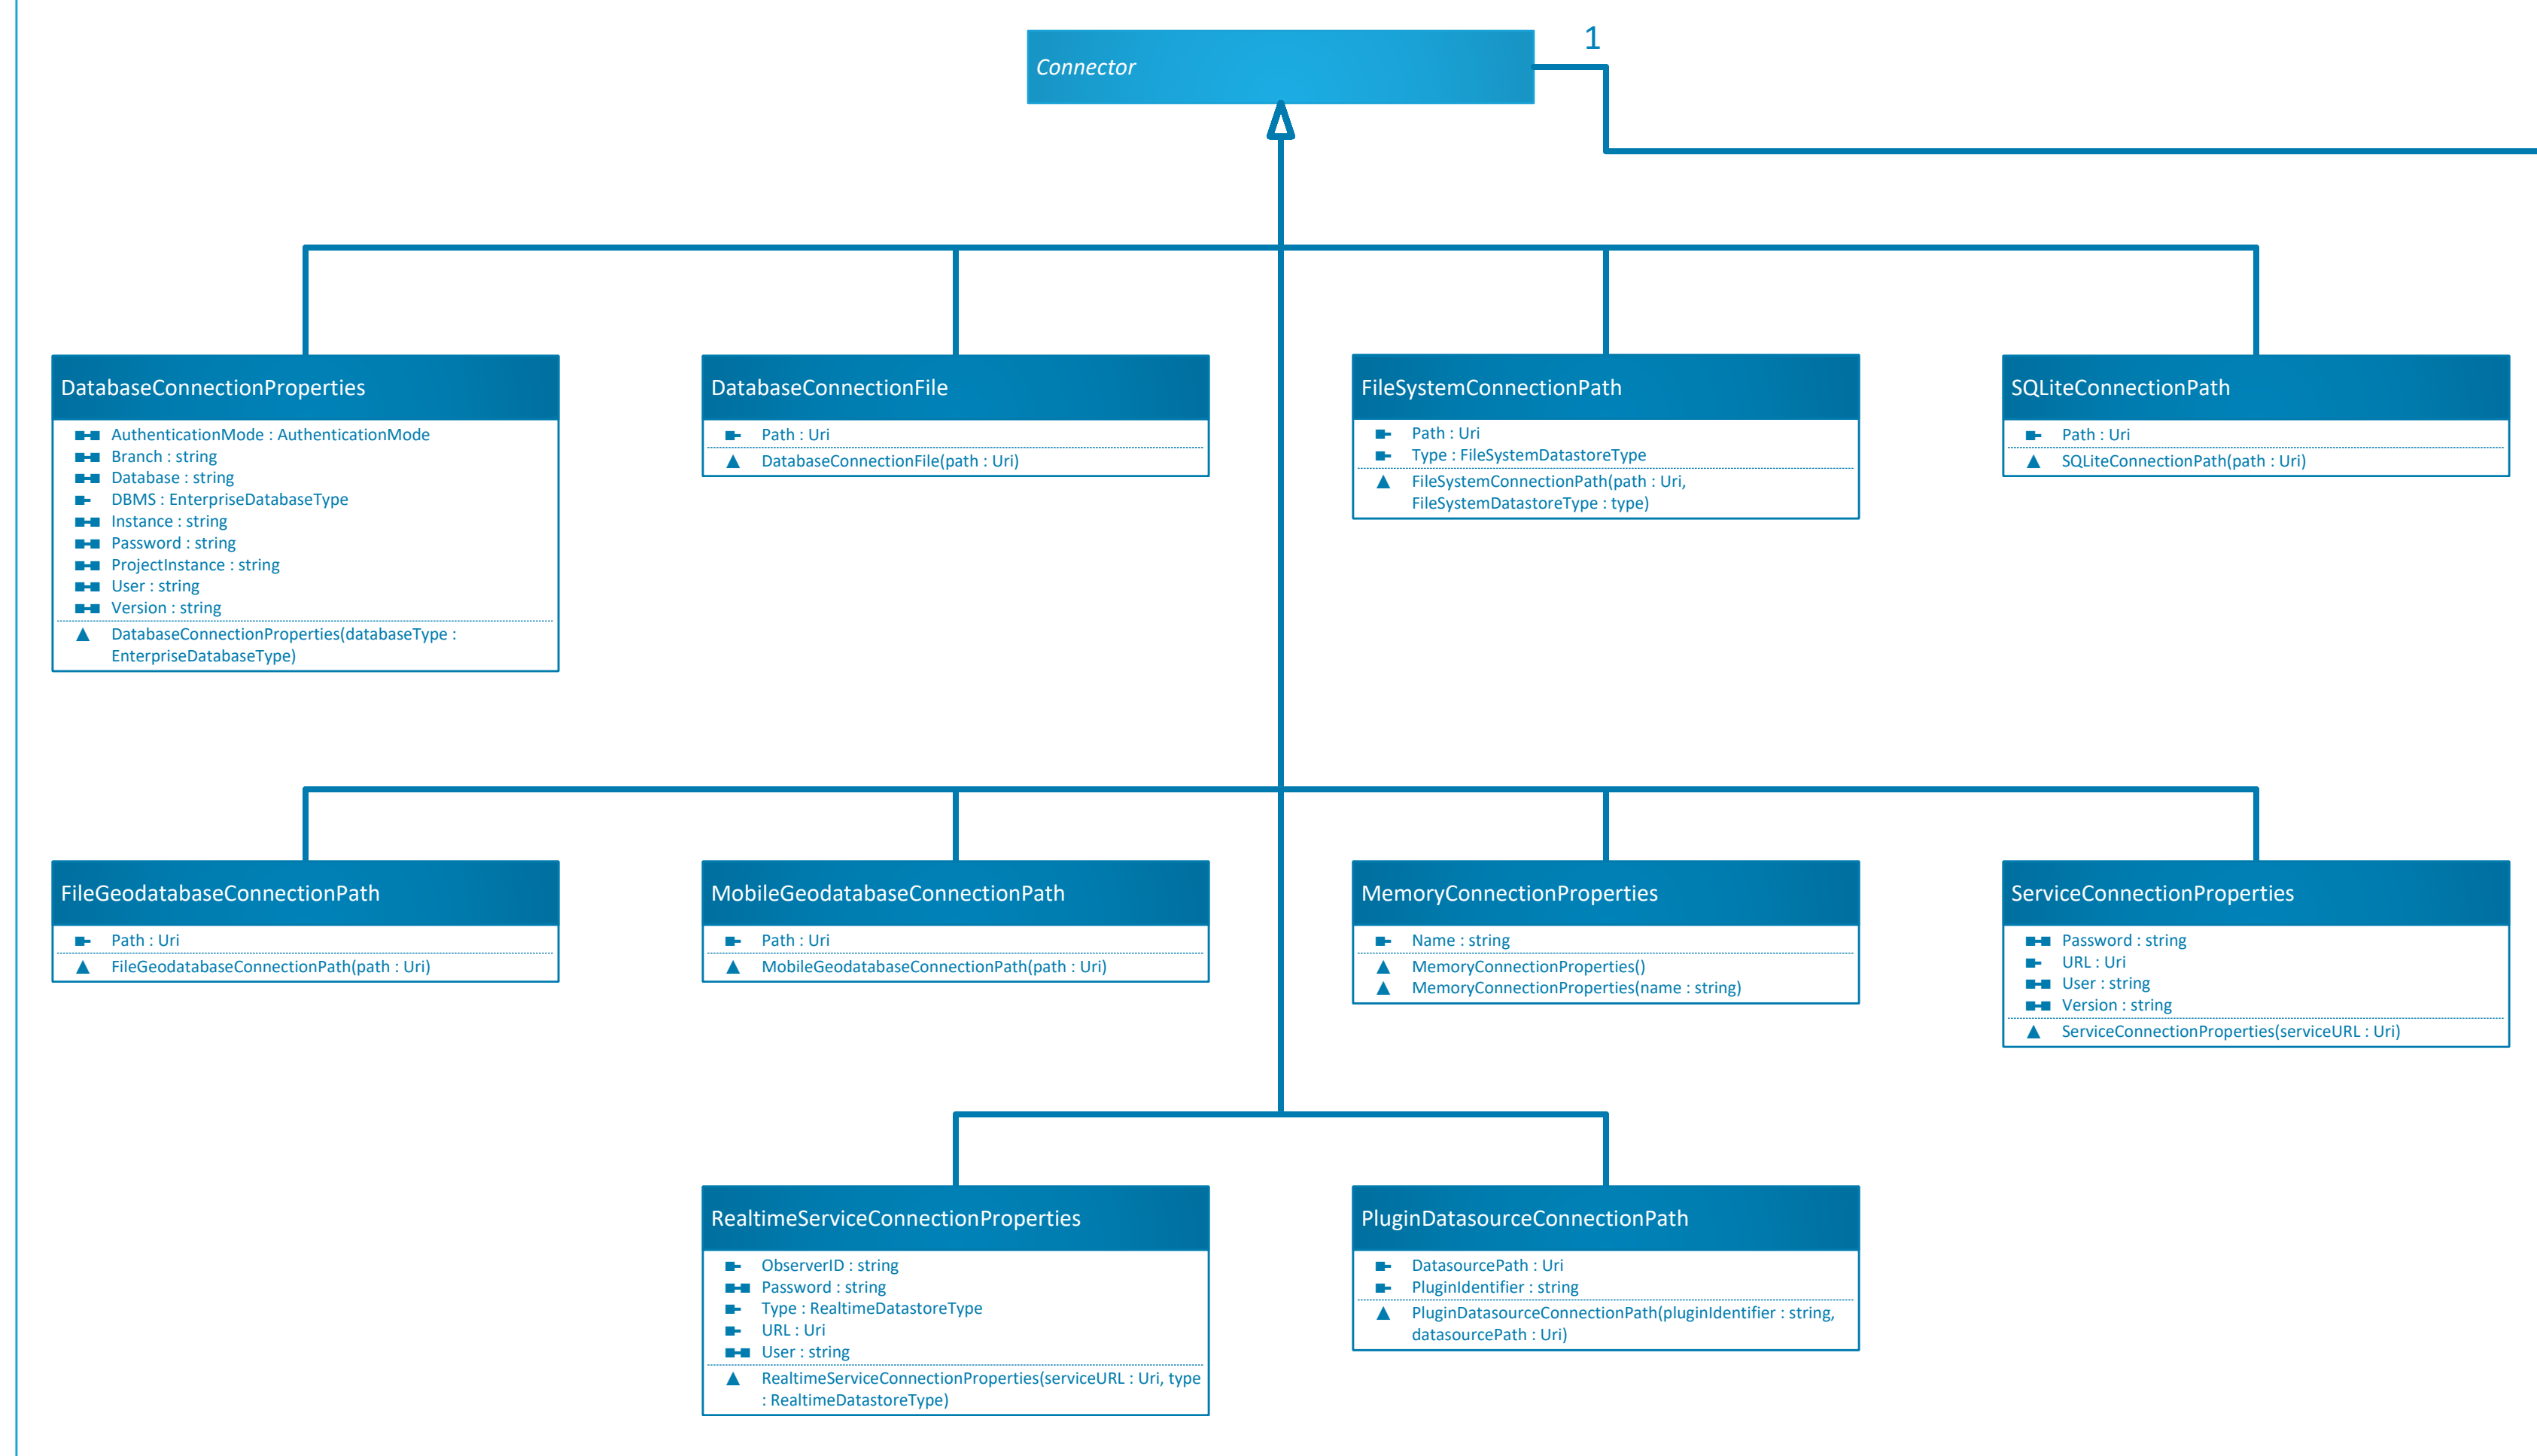 1
Connector
DatabaseConnectionProperties
AuthenticationMode : AuthenticationMode
Branch : string
Database : string
DBMS : EnterpriseDatabaseType
Instance : string
Password : string
ProjectInstance : string
User : string
Version : string
DatabaseConnectionProperties(databaseType :
EnterpriseDatabaseType)
DatabaseConnectionFile
Path : Uri
DatabaseConnectionFile(path : Uri)
FileSystemConnectionPath
Path : Uri
Type : FileSystemDatastoreType
FileSystemConnectionPath(path : Uri,
FileSystemDatastoreType : type)
SQLiteConnectionPath
Path : Uri
SQLiteConnectionPath(path : Uri)
FileGeodatabaseConnectionPath
Path : Uri
FileGeodatabaseConnectionPath(path : Uri)
MobileGeodatabaseConnectionPath
Path : Uri
MobileGeodatabaseConnectionPath(path : Uri)
MemoryConnectionProperties
Name : string
MemoryConnectionProperties()
MemoryConnectionProperties(name : string)
ServiceConnectionProperties
Password : string
URL : Uri
User : string
Version : string
ServiceConnectionProperties(serviceURL : Uri)
RealtimeServiceConnectionProperties
ObserverID : string
Password : string
Type : RealtimeDatastoreType
URL : Uri
User : string
RealtimeServiceConnectionProperties(serviceURL : Uri, type
: RealtimeDatastoreType)
PluginDatasourceConnectionPath
DatasourcePath : Uri
PluginIdentifier : string
PluginDatasourceConnectionPath(pluginIdentifier : string,
datasourcePath : Uri)